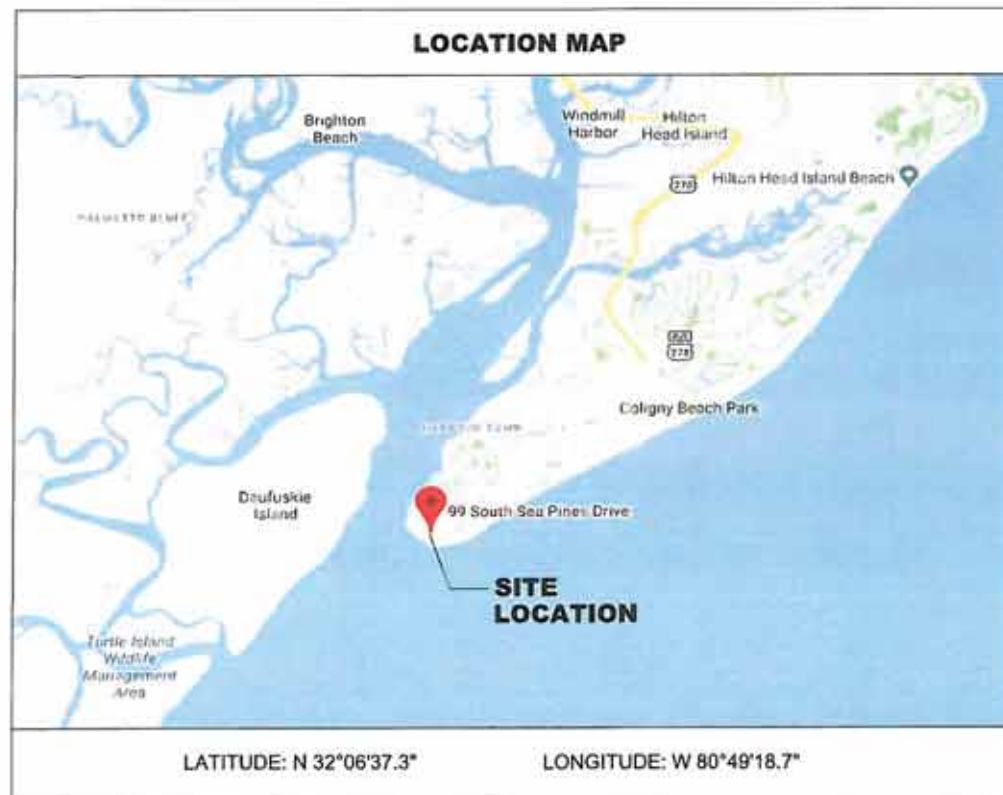 LOCATION MAP
Brighton
Beach
Windmill
Harbor
Hilton
Head Island
278
Hilton Head Island Beach
PALMETTO BLUFF
278
Coligny Beach Park
Daufuskie
Island
99 South Sea Pines Drive
SITE
LOCATION
Turtle Island
Wildlife
Management
Area
LATITUDE: N 32°06'37.3" LONGITUDE: W 80°49'18.7"